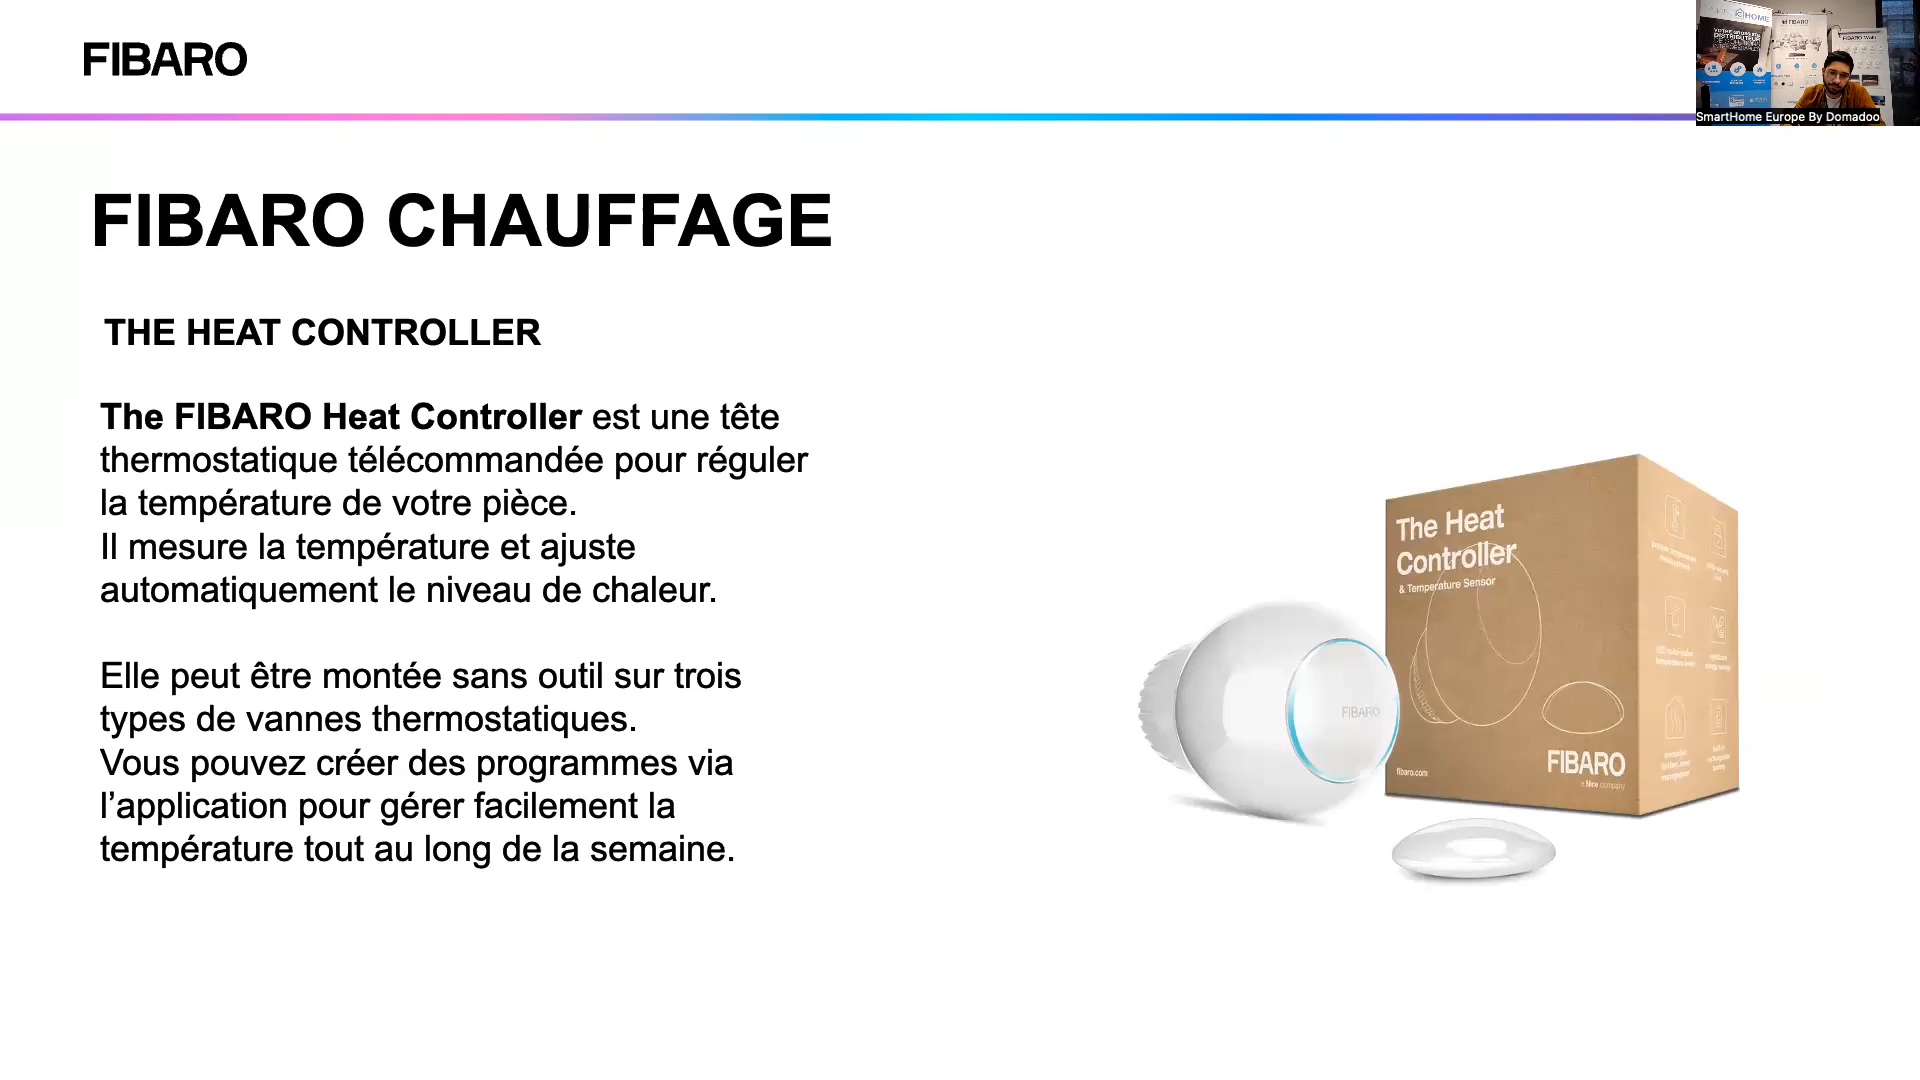 FIBARO
HOME
FIBARO
SmartHome Europe By Domadoo
FIBARO CHAUFFAGE
THE HEAT CONTROLLER
The FIBARO Heat Controller est une tête
thermostatique télécommandée pour réguler
la température de votre pièce.
Il mesure la température et ajuste
automatiquement le niveau de chaleur.
Elle peut être montée sans outil sur trois
types de vannes thermostatiques.
Vous pouvez créer des programmes via
l’application pour gérer facilement la
température tout au long de la semaine.
FIBARO
The Heat
Controller
& Temperature Sensor
fibaro.com
FIBARO
a Nice company